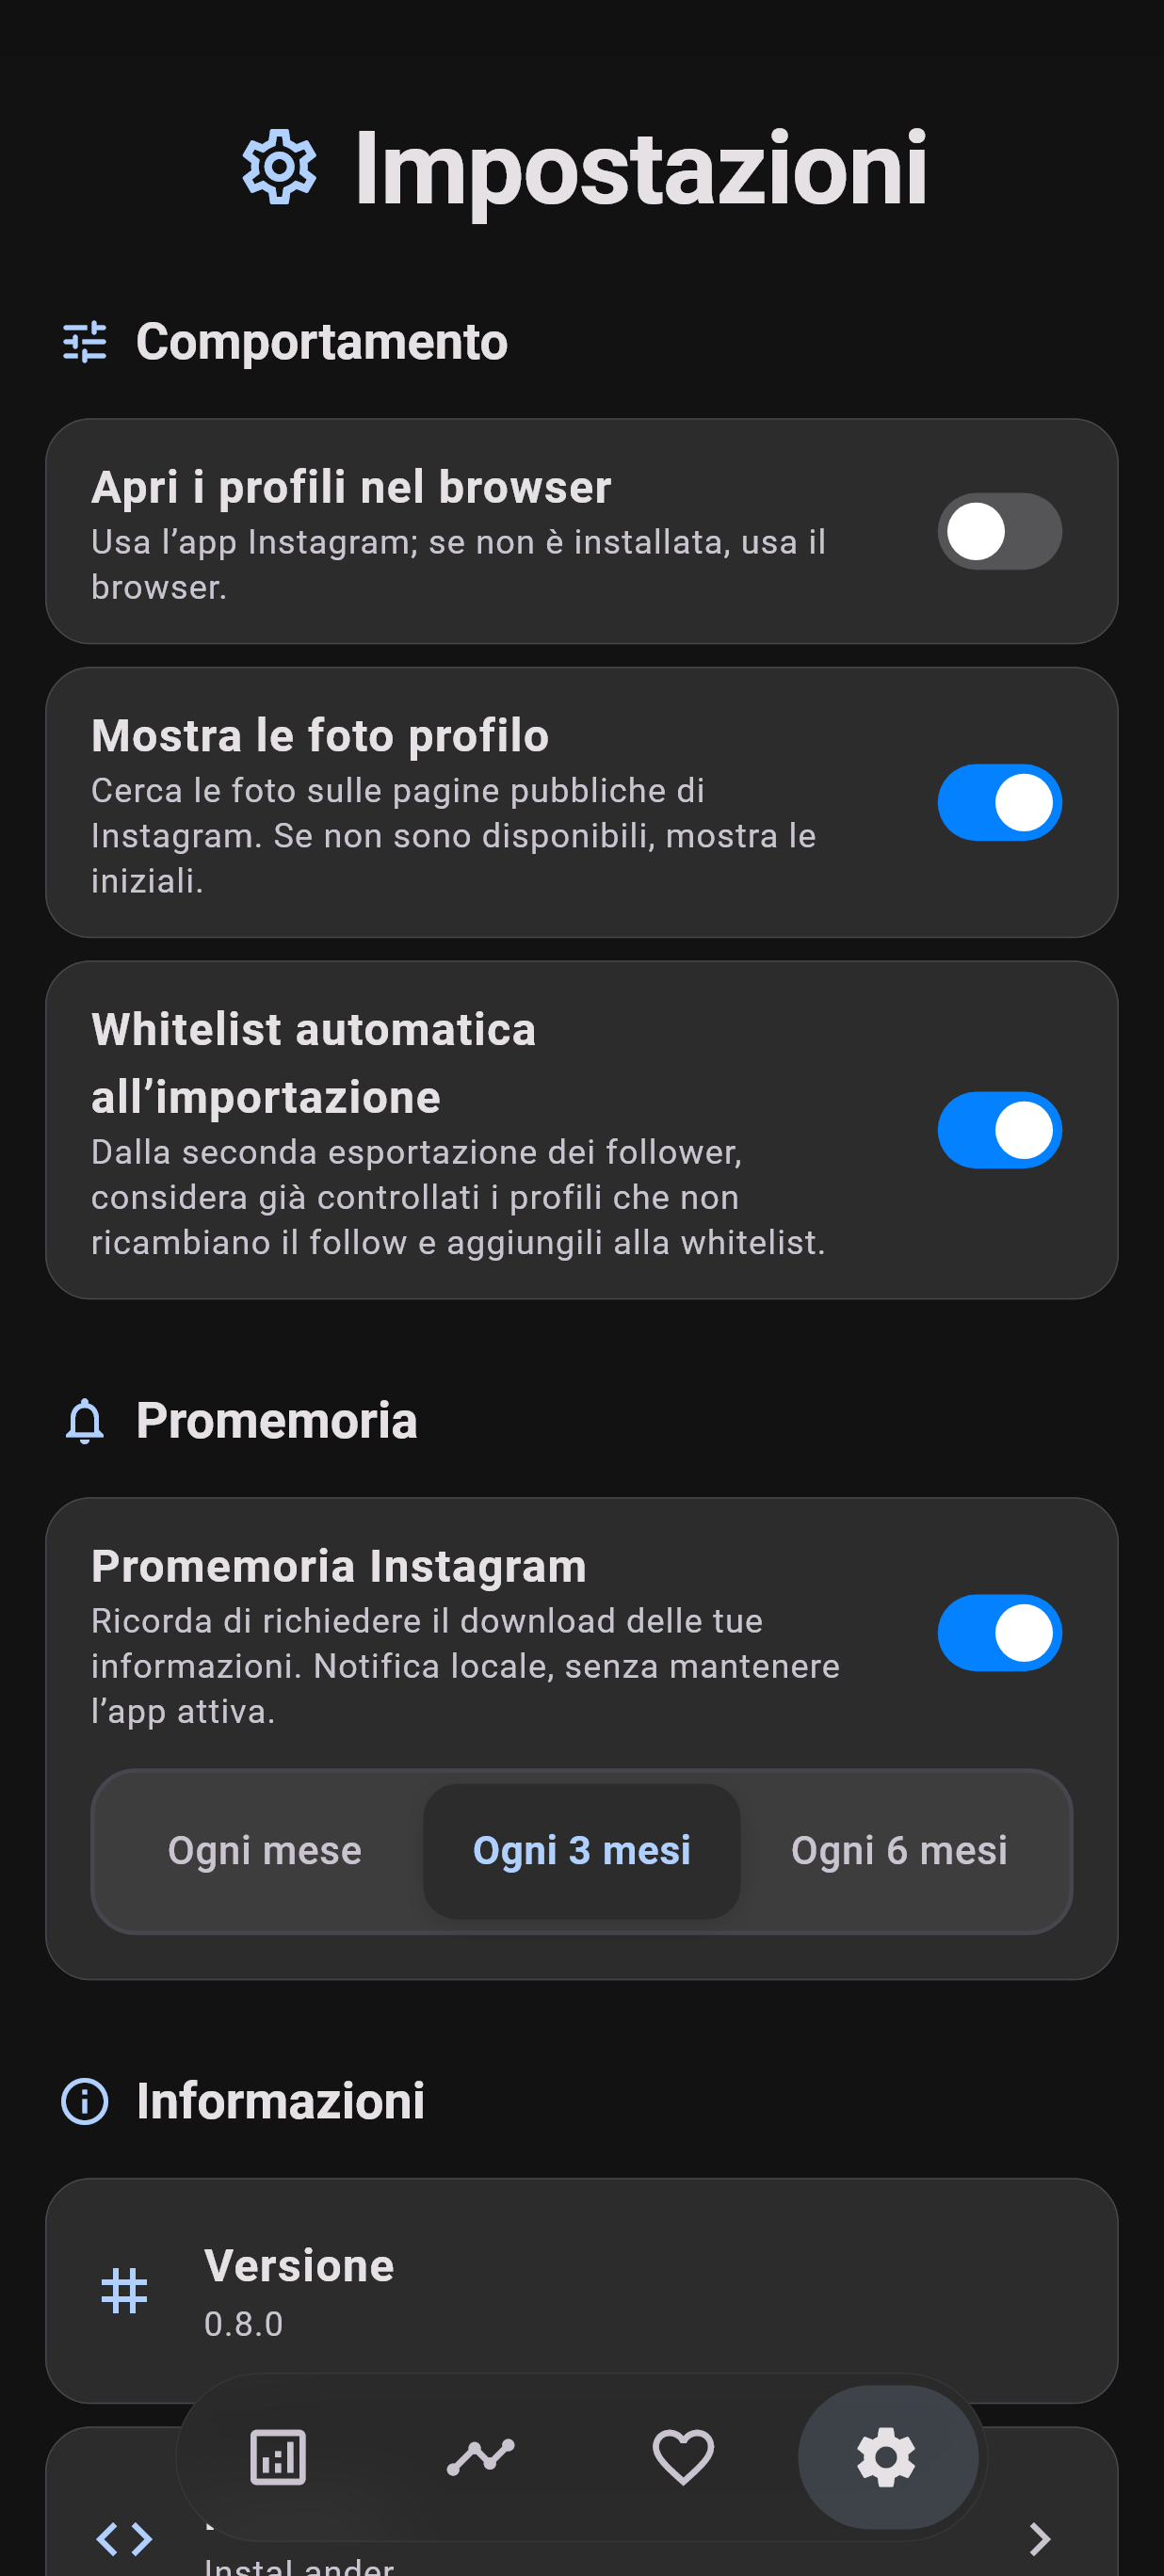 Impostazioni
Comportamento
Apri i profili nel browser
Usa l’app Instagram; se non è installata, usa il
browser.
Mostra le foto profilo
Cerca le foto sulle pagine pubbliche di
Instagram. Se non sono disponibili, mostra le
iniziali.
Whitelist automatica
all’importazione
Dalla seconda esportazione dei follower,
considera già controllati i profili che non
ricambiano il follow e aggiungili alla whitelist.
Promemoria
Promemoria Instagram
Ricorda di richiedere il download delle tue
informazioni. Notifica locale, senza mantenere
l’app attiva.
Ogni mese
Ogni 3 mesi
Ogni 6 mesi
Informazioni
Versione
0.8.0
InstaLander